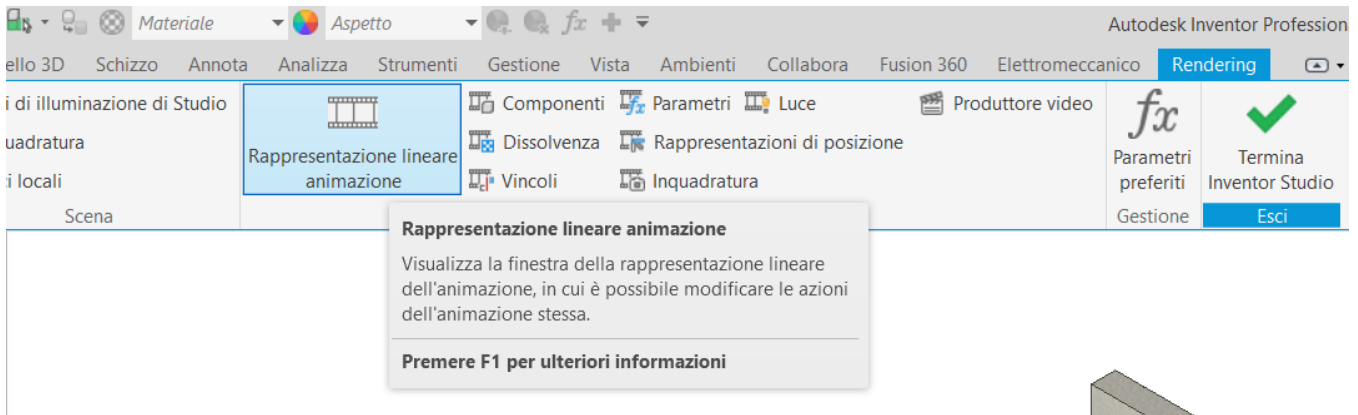 Materiale Aspetto fx Autodesk Inventor Profession
ello 3D Schizzo Annota Analizza Strumenti Gestione Vista Ambienti Collabora Fusion 360 Elettromeccanico Rendering
i di illuminazione di Studio
uadratura
i locali
Scena
Rappresentazione lineare
animazione
Componenti Parametri Luce Produttore video
Dissolvenza Rappresentazioni di posizione
Vincoli Inquadratura
fx
Parametri
preferiti
Gestione
Termina
Inventor Studio
Esci
Rappresentazione lineare animazione
Visualizza la finestra della rappresentazione lineare
dell'animazione, in cui è possibile modificare le azioni
dell'animazione stessa.
Premere F1 per ulteriori informazioni